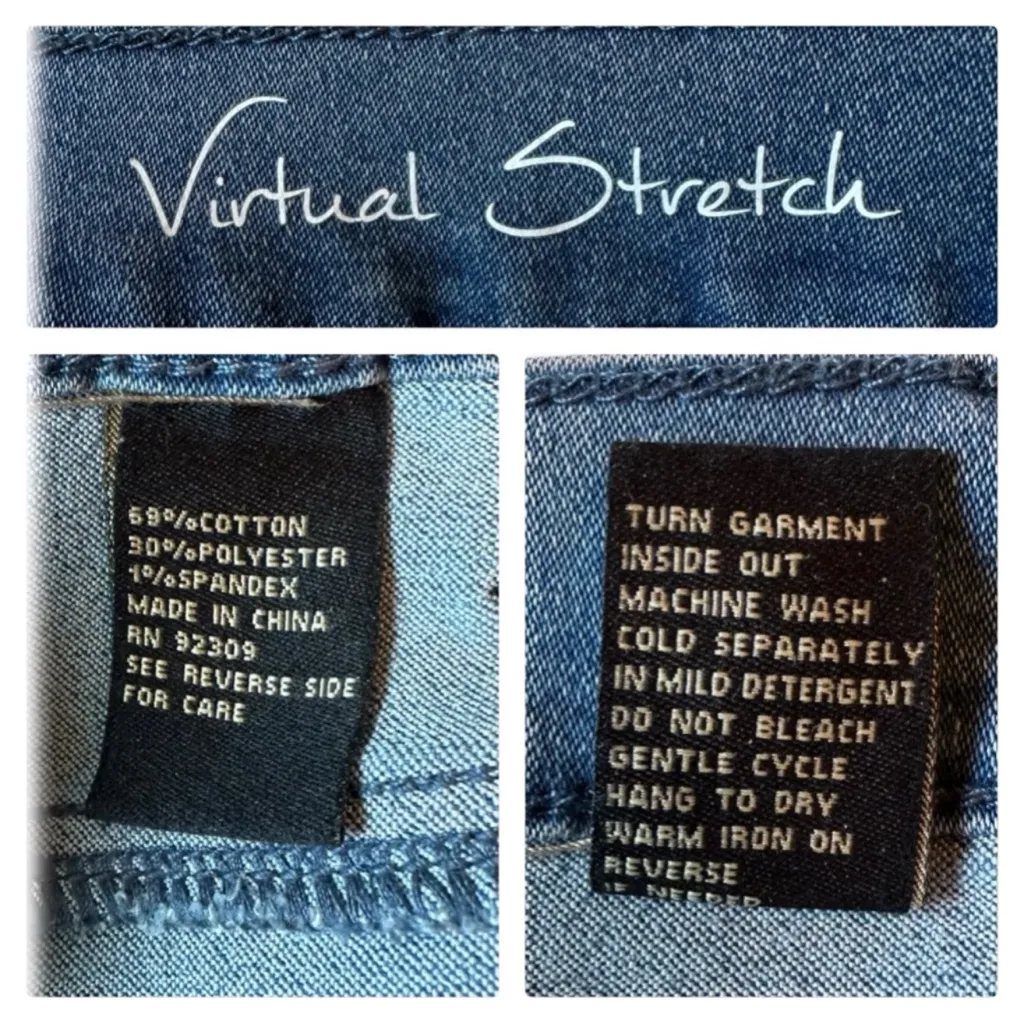 Virtual Stretch
69%COTTON
30%POLYESTER
1%SPANDEX
MADE IN CHINA
RN 92309
SEE REVERSE SIDE
FOR CARE
TURN GARMENT
INSIDE OUT
MACHINE WASH
COLD SEPARATELY
IN MILD DETERGENT
DO NOT BLEACH
GENTLE CYCLE
HANG TO DRY
WARM IRON ON
REVERSE
IF NEEDED